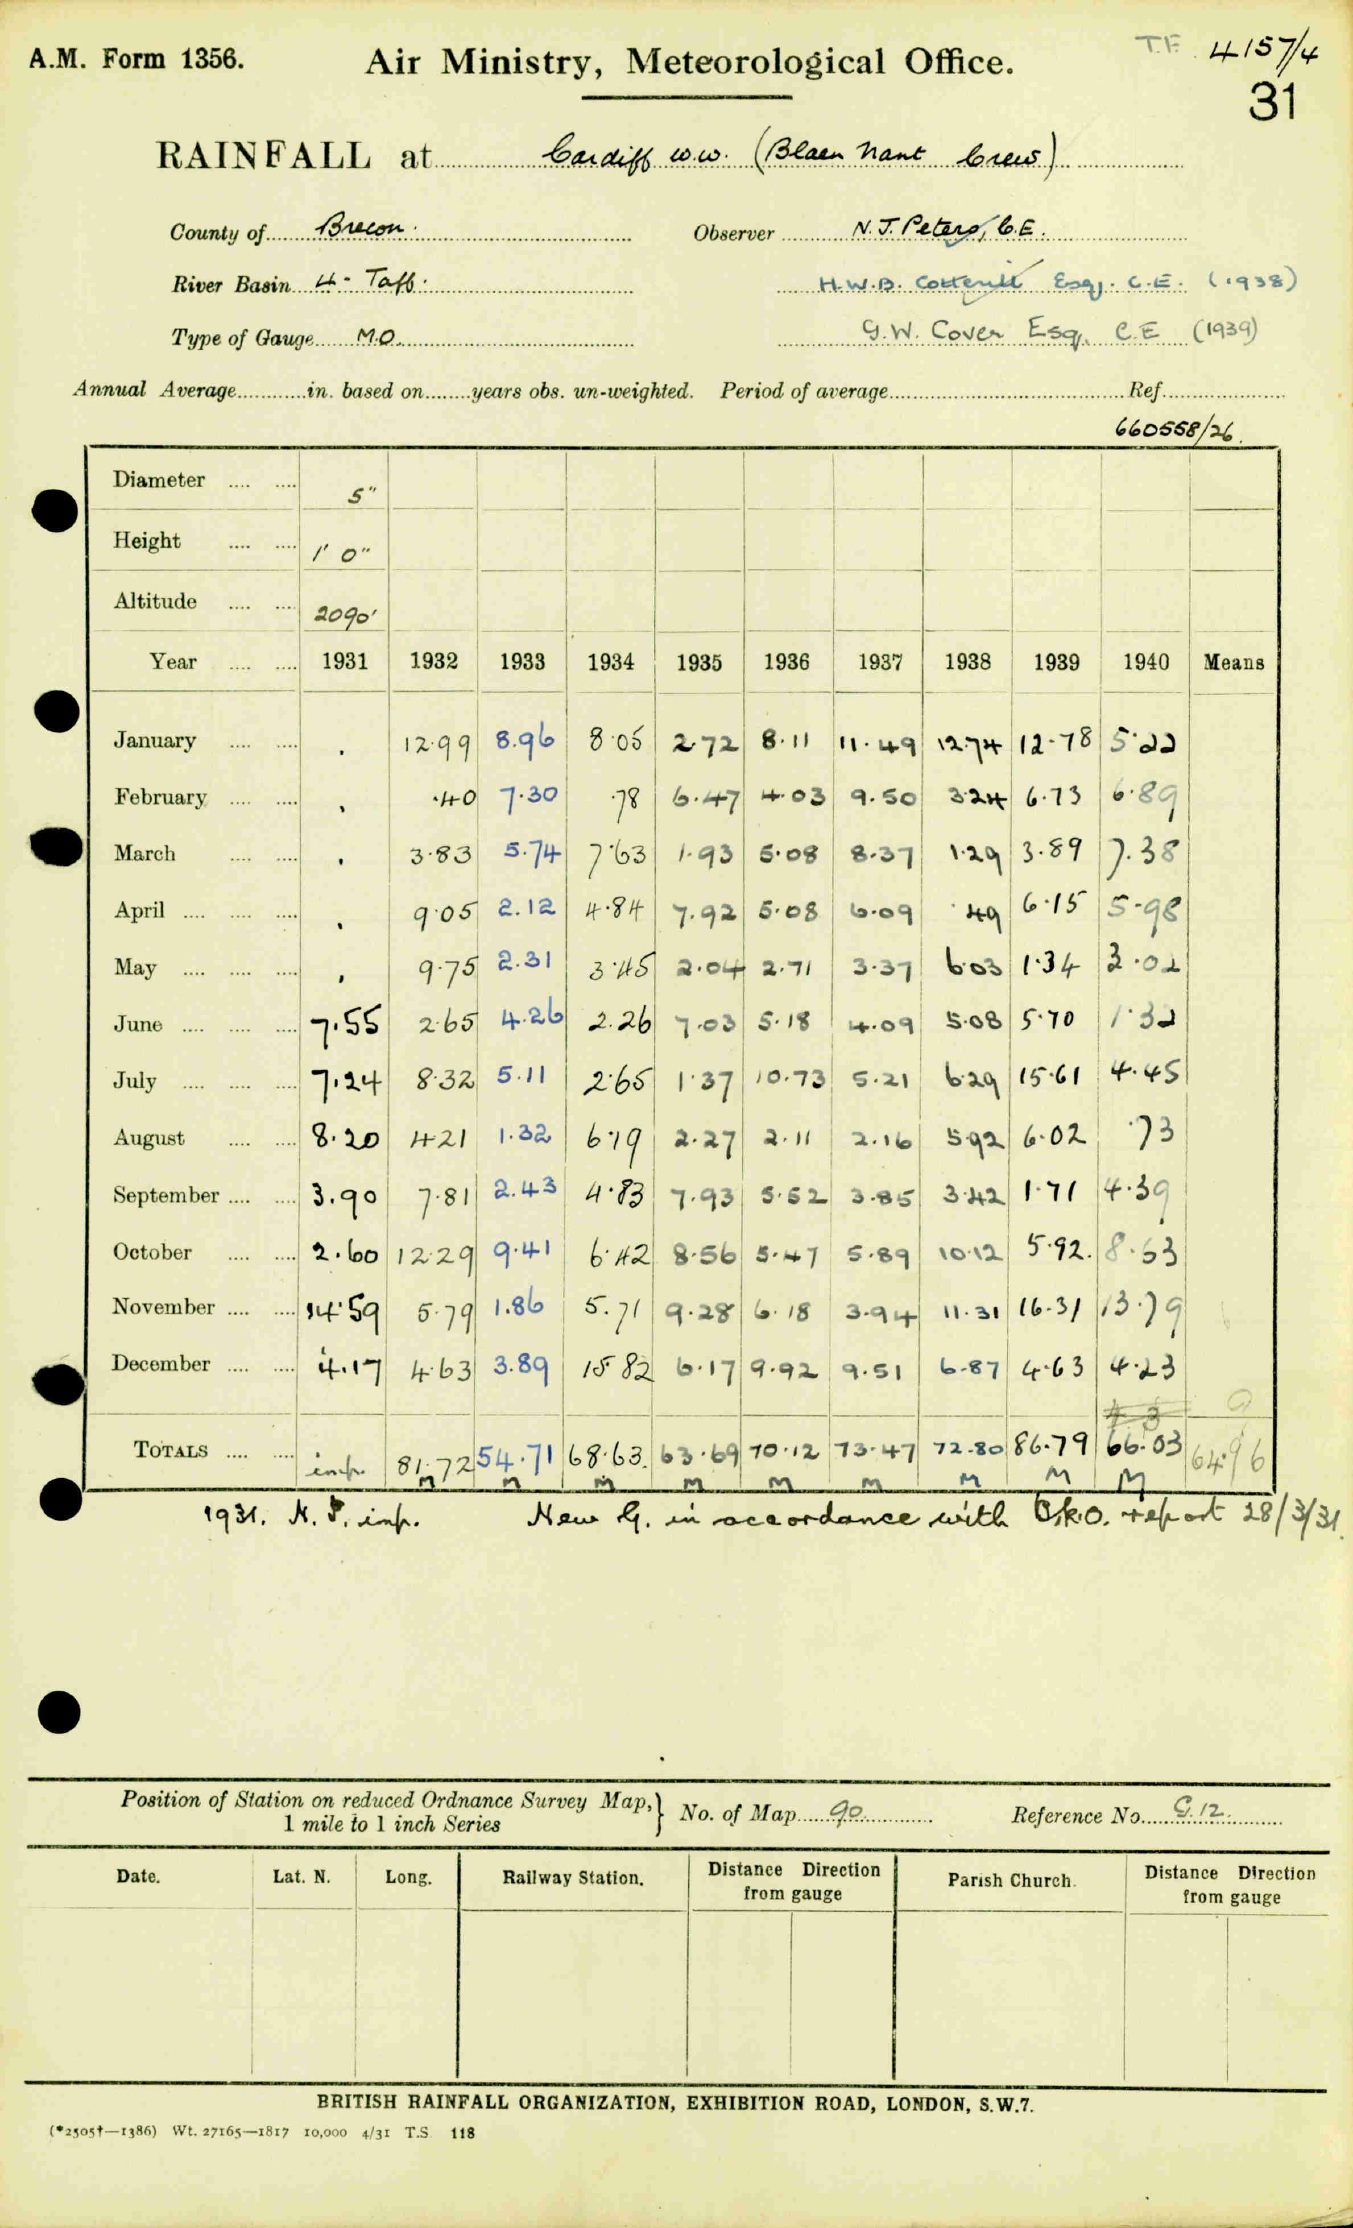 A.M. Form 1356.
Air Ministry, Meteorological Office.
T.F. 4157/4
31
RAINFALL at Cardiff W.W. (Blaen Nant Crew)
County of Brecon.
Observer N. J. Peters, C.E.
River Basin 4 - Taff.
H.W.B. Cotterill Esq. C.E. (1938)
Type of Gauge M.O.
G.W. Cover Esq. C.E (1939)
Annual Average in. based on years obs. un-weighted. Period of average Ref.
660558/26
Diameter 5"
Height 1' 0"
Altitude 2090'
Year 1931 1932 1933 1934 1935 1936 1937 1938 1939 1940 Means
January . 12.99 8.96 8.05 2.72 8.11 11.49 12.74 12.78 5.22
February . .40 7.30 .78 6.47 4.03 9.50 3.24 6.73 6.89
March . 3.83 5.74 7.63 1.93 5.08 8.37 1.29 3.89 7.38
April . 9.05 2.12 4.84 7.92 5.08 6.09 .49 6.15 5.98
May . 9.75 2.31 3.45 2.04 2.71 3.37 6.03 1.34 3.02
June 7.55 2.65 4.26 2.26 7.03 5.18 4.09 5.08 5.70 1.32
July 7.24 8.32 5.11 2.65 1.37 10.73 5.21 6.29 15.61 4.45
August 8.20 4.21 1.32 6.19 2.27 2.11 2.16 5.92 6.02 .73
September 3.90 7.81 2.43 4.83 7.93 5.52 3.85 3.42 1.71 4.39
October 2.60 12.29 9.41 6.42 8.56 5.47 5.89 10.12 5.92. 8.63
November 14.59 5.79 1.86 5.71 9.28 6.18 3.94 11.31 16.31 13.79
December 4.17 4.63 3.89 15.82 6.17 9.92 9.51 6.87 4.63 4.23
TOTALS imp. 81.72 54.71 68.63 63.69 70.12 73.47 72.80 86.79 66.03
M M M M M M M M M
1931. N. P. imp. New G. in accordance with B.R.O. report 28/3/31.
Position of Station on reduced Ordnance Survey Map,} No. of Map 90 Reference No. G.12.
1 mile to 1 inch Series
Date. Lat. N. Long. Railway Station. Distance Direction Parish Church. Distance Direction
from gauge from gauge
BRITISH RAINFALL ORGANIZATION, EXHIBITION ROAD, LONDON, S.W.7.
(*2505†—1386) Wt. 27165—1817 10,000 4/31 T.S. 118